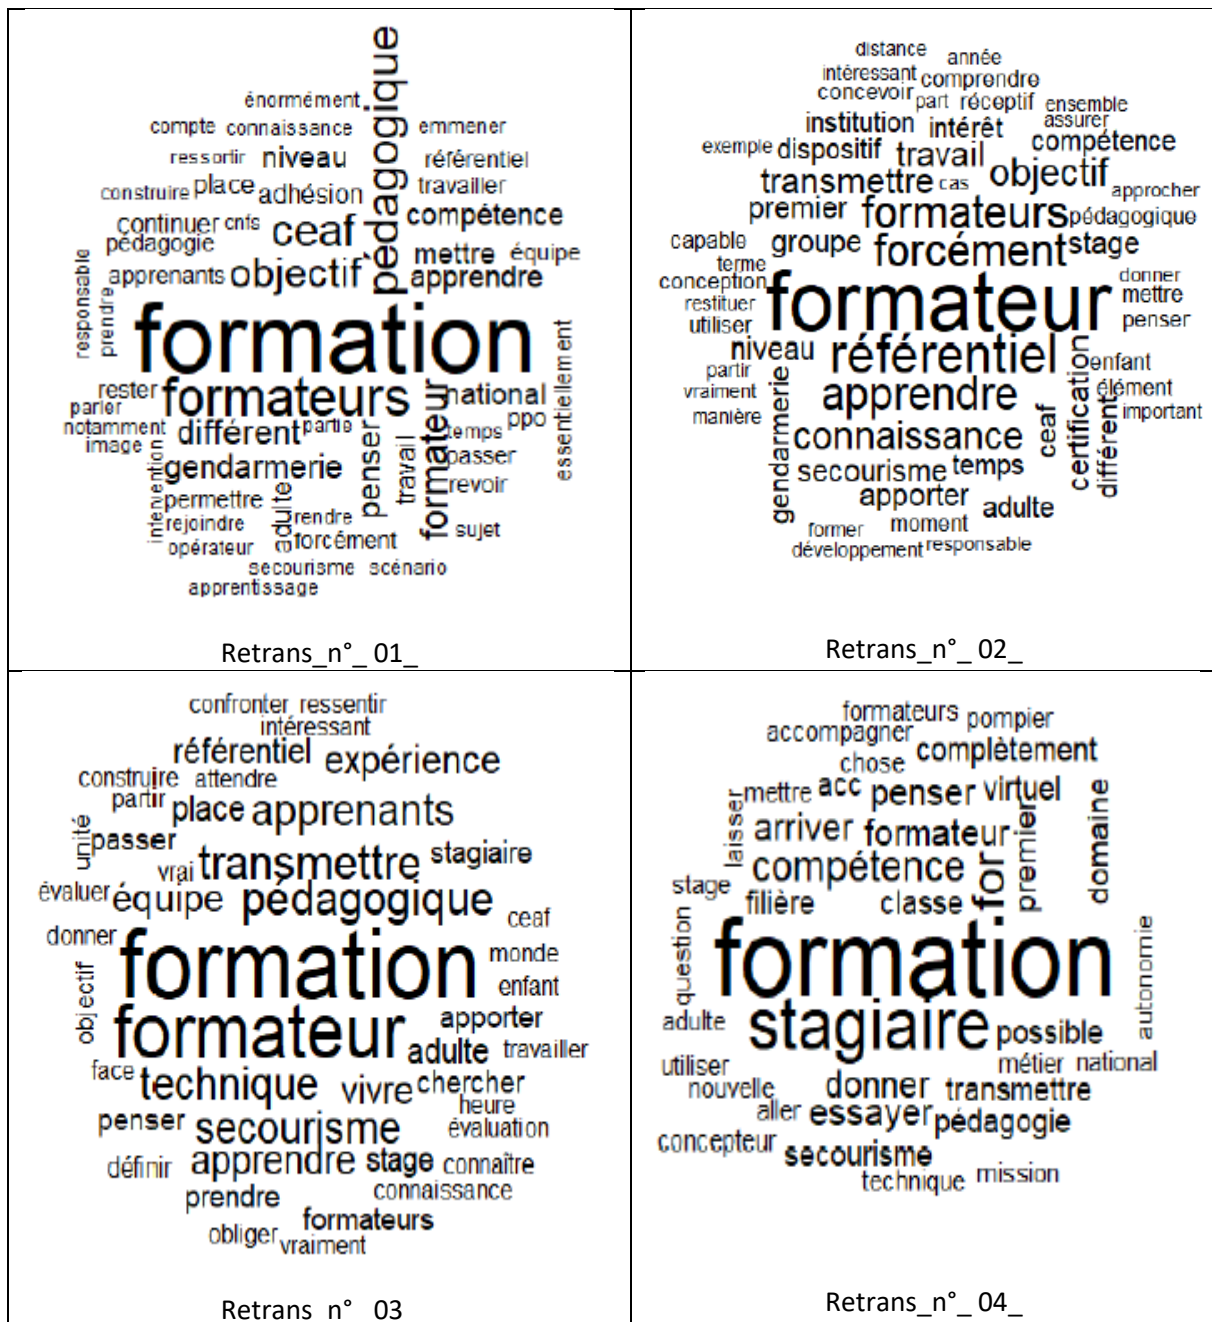 pédagogique
énormément
compte connaissance emmener
ressortir niveau référentiel
construire place adhésion travailler
continuer cnfs ceaf compétence
pédagogie mettre équipe
apprenants objectif apprendre
responsable
prendre
formation
essentiellement
rester formateurs formateur national
parler
notamment différent partie temps ppo
image penser travail passer
intervention gendarmerie revoir
permettre adulte
rejoindre rendre sujet
opérateur forcément
secourisme scénario
apprentissage
Retrans_n°_ 01_
distance année
intéressant comprendre
concevoir part réceptif ensemble
institution intérêt assurer
exemple dispositif travail compétence
transmettre cas objectif approcher
premier formateurs pédagogique
capable groupe forcément stage
terme
conception formateur donner
restituer mettre
utiliser penser
niveau référentiel certification enfant
partir élément
vraiment gendarmerie apprendre ceaf différent important
manière connaissance
secourisme temps
apporter adulte
former moment
développement responsable
Retrans_n°_ 02_
confronter ressentir
intéressant
référentiel expérience
construire attendre
partir place apprenants
unité passer
vrai transmettre stagiaire
évaluer équipe pédagogique ceaf
donner formation monde
objectif enfant
formateur apporter
adulte travailler
face technique vivre chercher
heure
penser secourisme évaluation
définir apprendre stage connaître
prendre connaissance
formateurs
obliger vraiment
Retrans_n°_ 03
formateurs pompier
accompagner complètement
chose
laisser mettre acc penser virtuel domaine
arriver formateur premier
compétence for
stage filière classe
question formation autonomie
adulte stagiaire possible
utiliser métier national
nouvelle donner transmettre
aller essayer pédagogie
concepteur secourisme
technique mission
Retrans_n°_ 04_